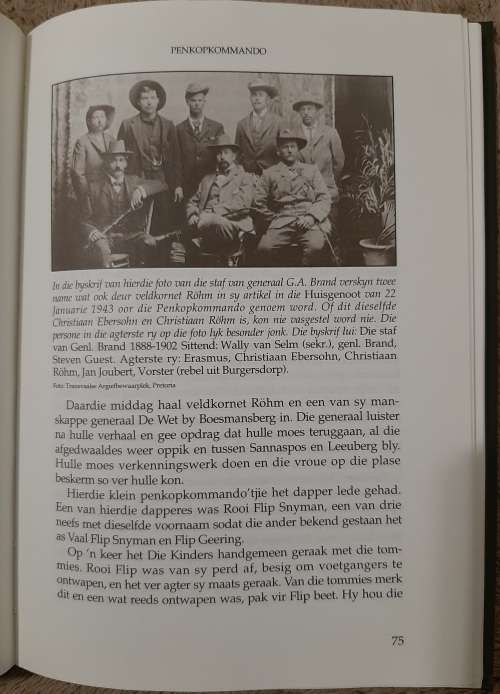 PENKOPKOMMANDO
In die byskrif van hierdie foto van die staf van generaal G.A. Brand verskyn twee
name wat ook deur veldkornet Röhm in sy artikel in die Huisgenoot van 22
Januarie 1943 oor die Penkopkommando genoem word. Of dit dieselfde
Christiaan Ebersohn en Christiaan Röhm is, kon nie vasgestel word nie. Die
persone in die agterste ry op die foto lyk besonder jonk. Die byskrif lui: Die staf
van Genl. Brand 1888-1902 Sittend: Wally van Selm (sekr.), genl. Brand,
Steven Guest. Agterste ry: Erasmus, Christiaan Ebersohn, Christiaan
Röhm, Jan Joubert, Vorster (rebel uit Burgersdorp).
Foto: Transvaalse Argiefbewaarplek, Pretoria
Daardie middag haal veldkornet Röhm en een van sy man-
skappe generaal De Wet by Boesmansberg in. Die generaal luister
na hulle verhaal en gee opdrag dat hulle moes teruggaan, al die
afgedwaaldes weer oppik en tussen Sannaspos en Leeuberg bly.
Hulle moes verkenningswerk doen en die vroue op die plase
beskerm so ver hulle kon.
Hierdie klein penkopkommando'tjie het dapper lede gehad.
Een van hierdie dapperes was Rooi Flip Snyman, een van drie
neefs met dieselfde voornaam sodat die ander bekend gestaan het
as Vaal Flip Snyman en Flip Geering.
Op 'n keer het Die Kinders handgemeen geraak met die tom-
mies. Rooi Flip was van sy perd af, besig om voetgangers te
ontwapen, en het ver agter sy maats geraak. Van die tommies merk
dit en een wat reeds ontwapen was, pak vir Flip beet. Hy hou die
75